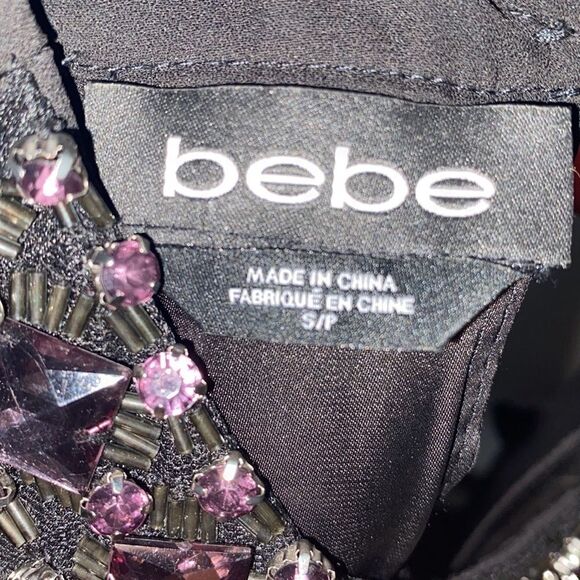 bebe
MADE IN CHINA
FABRIQUÉ EN CHINE
S/P